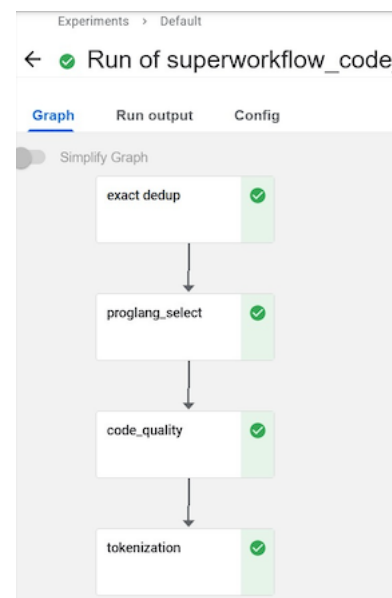 Experiments > Default
← Run of superworkflow_code
Graph Run output Config
Simplify Graph
exact dedup
proglang_select
code_quality
tokenization